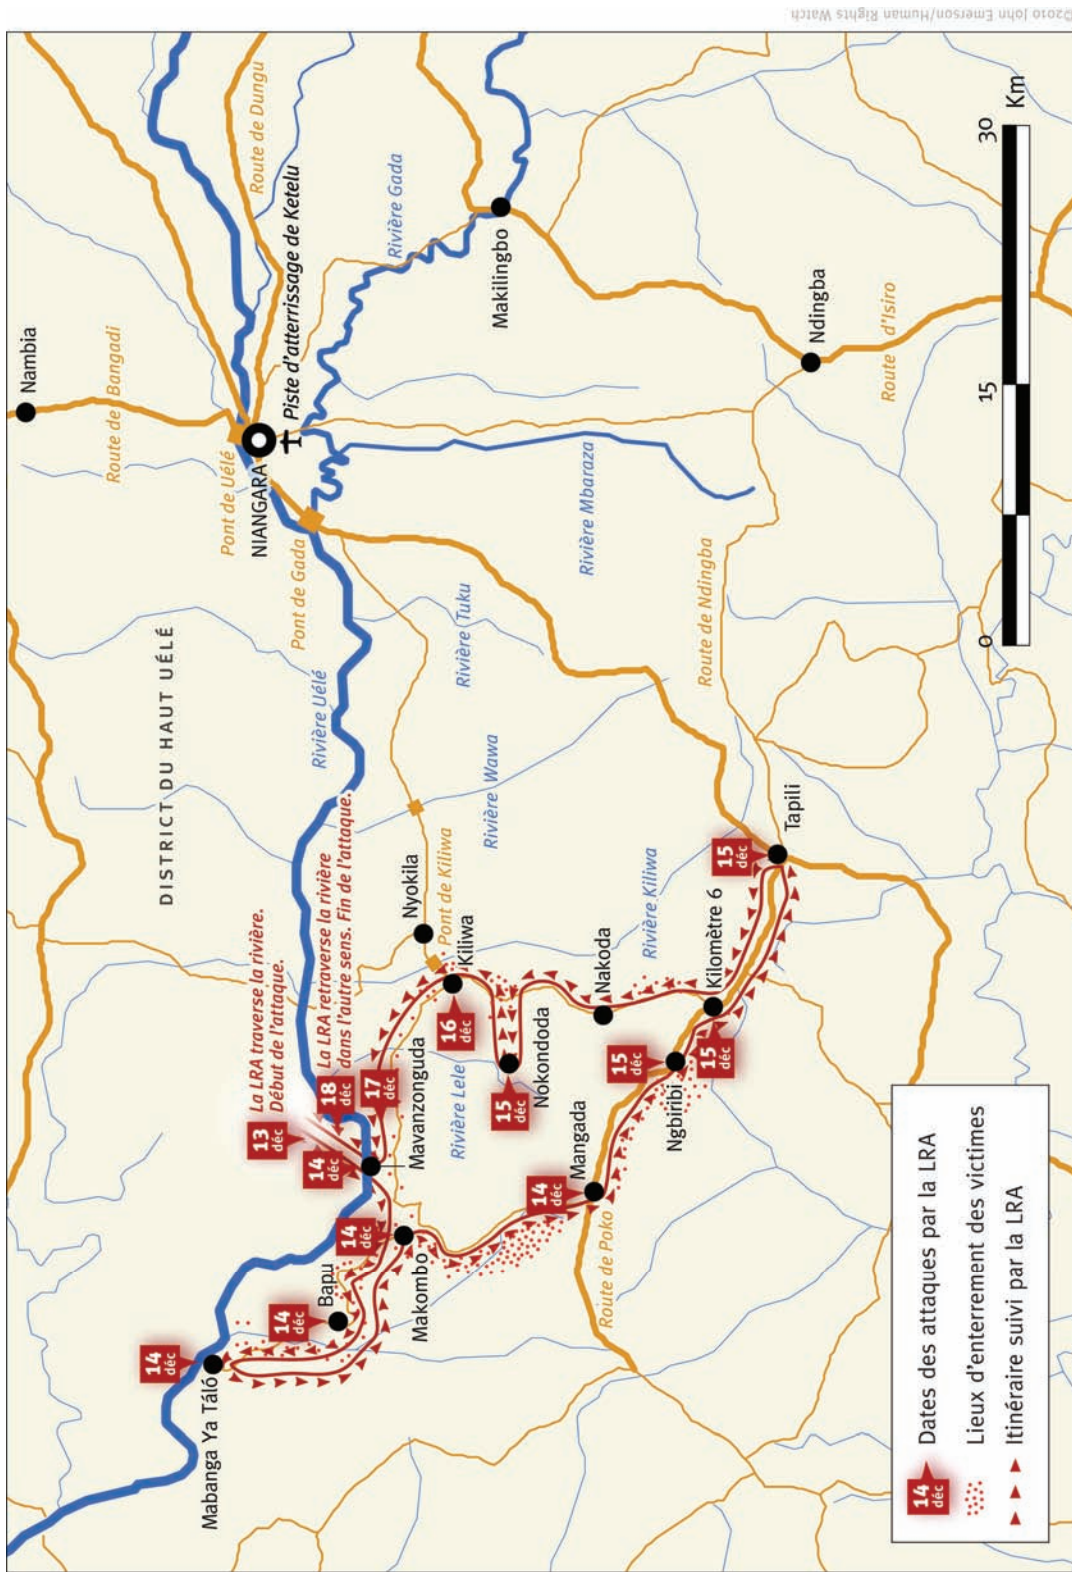 Nambia
Route de Bangadi
Route de Dungu
Pont de Uélé
NIANGARA
Piste d'atterrissage de Ketelu
Pont de Gada
Rivière Gada
Makilingbo
DISTRICT DU HAUT UÉLÉ
Rivière Uélé
Rivière Tuku
Rivière Mbaraza
Rivière Wawa
Route de Ndingba
Ndingba
Route d'Isiro
La LRA traverse la rivière.
Début de l'attaque.
La LRA retraverse la rivière
dans l'autre sens. Fin de l'attaque.
13
déc
18
déc
14
déc
17
déc
Mavanzonguda
Nyokila
Pont de Kiliwa
Kiliwa
16
déc
Rivière Lele
15
déc
Nokondoda
Nakoda
Rivière Kiliwa
Kilomètre 6
15
déc
Tapili
15
déc
15
déc
Ngbiribi
Mangada
14
déc
Route de Poko
14
déc
Makombo
14
déc
Bapu
14
déc
Mabanga Ya Táló
14
déc
Dates des attaques par la LRA
Lieux d'enterrement des victimes
Itinéraire suivi par la LRA
0
15
30
Km
©2010 John Emerson/Human Rights Watch